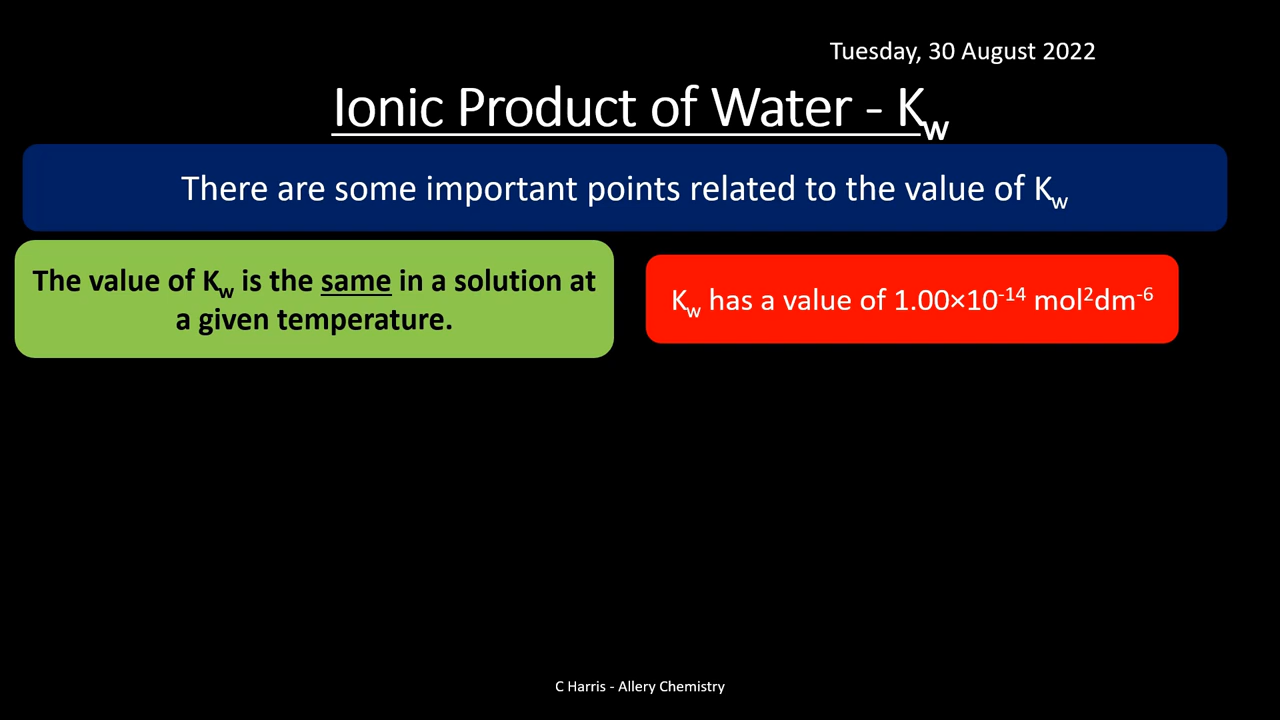 Tuesday, 30 August 2022
Ionic Product of Water - Kw
There are some important points related to the value of Kw
The value of Kw is the same in a solution at
a given temperature.
Kw has a value of 1.00×10⁻¹⁴ mol²dm⁻⁶
C Harris - Allery Chemistry